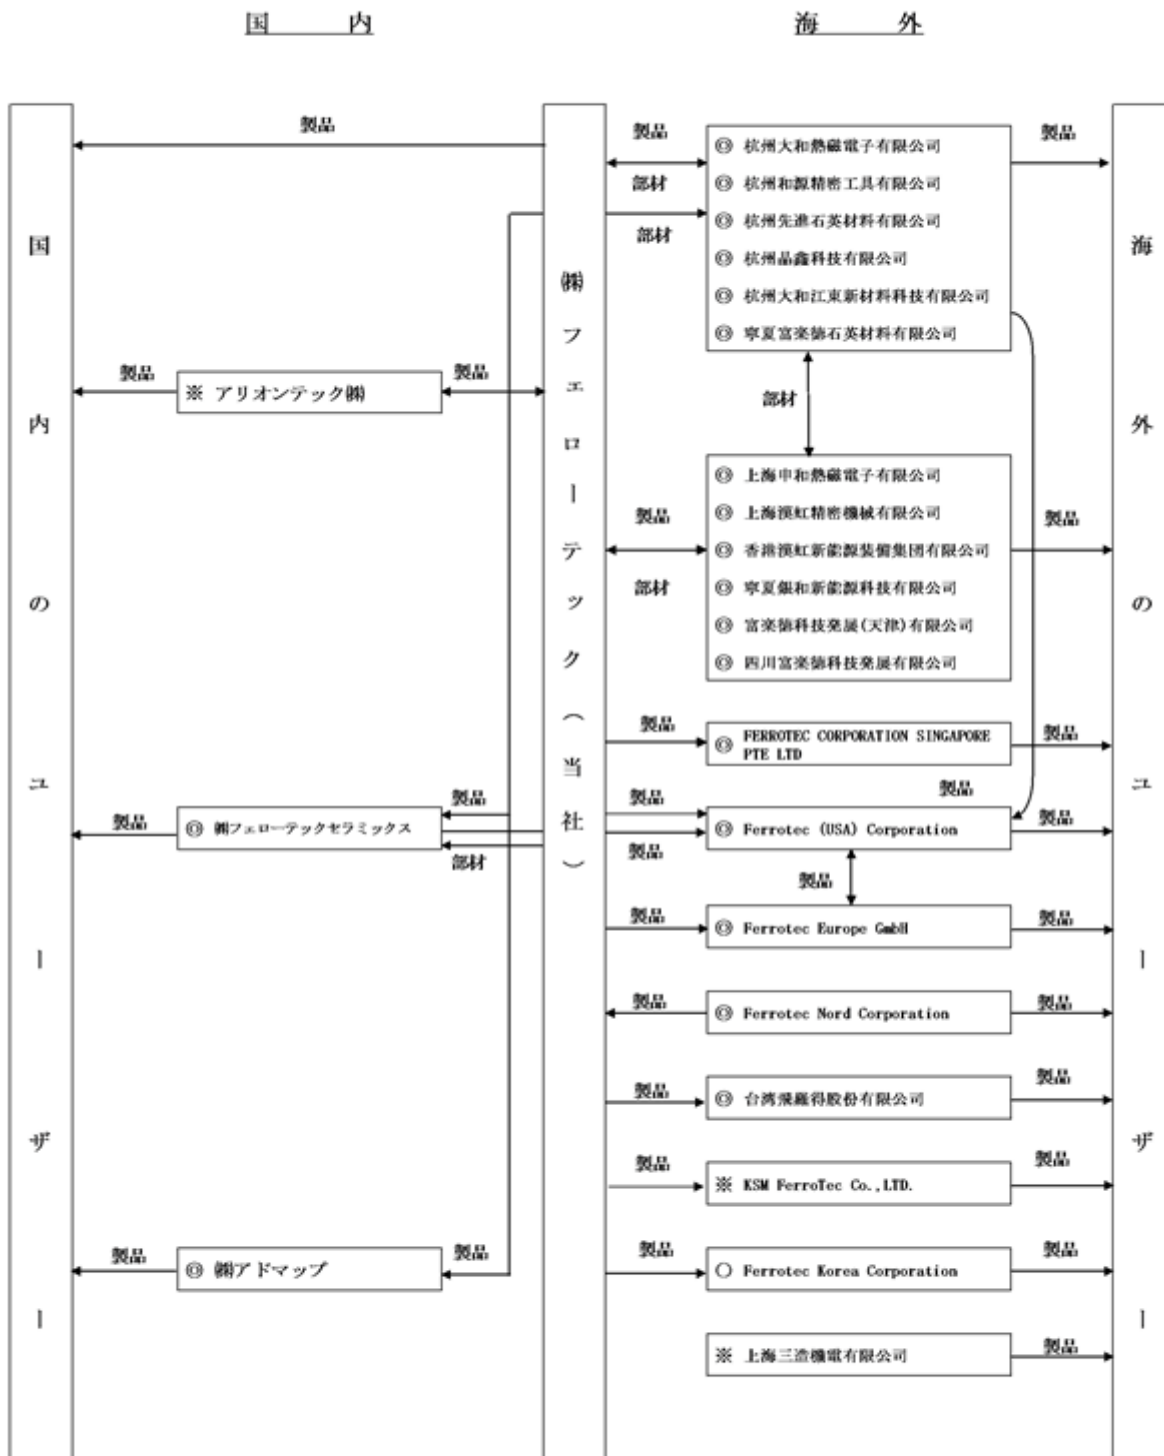 国内
海外
国内のユーザー
㈱フェローテック(当社)
海外のユーザー
製品
製品
部材
部材
◎ 杭州大和熱磁電子有限公司
◎ 杭州和源精密工具有限公司
◎ 杭州先進石英材料有限公司
◎ 杭州晶鑫科技有限公司
◎ 杭州大和江東新材料科技有限公司
◎ 寧夏富楽徳石英材料有限公司
製品
製品
※ アリオンテック㈱
製品
部材
製品
部材
◎ 上海申和熱磁電子有限公司
◎ 上海漢虹精密機械有限公司
◎ 香港漢虹新能源装備集団有限公司
◎ 寧夏銀和新能源科技有限公司
◎ 富楽徳科技発展(天津)有限公司
◎ 四川富楽徳科技発展有限公司
製品
製品
◎ FERROTEC CORPORATION SINGAPORE
PTE LTD
製品
製品
◎ ㈱フェローテックセラミックス
製品
部材
製品
製品
製品
◎ Ferrotec (USA) Corporation
製品
製品
製品
◎ Ferrotec Europe GmbH
製品
製品
◎ Ferrotec Nord Corporation
製品
製品
◎ 台湾飛羅得股份有限公司
製品
製品
※ KSM FerroTec Co.,LTD.
製品
製品
◎ ㈱アドマップ
製品
製品
○ Ferrotec Korea Corporation
製品
※ 上海三造機電有限公司
製品